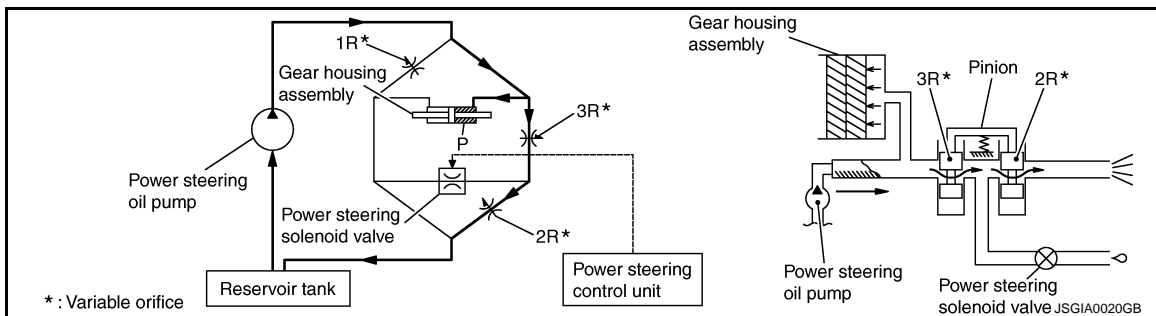 1R*
Gear housing
assembly
3R*
P
Power steering
oil pump
Power steering
solenoid valve
2R*
Reservoir tank
Power steering
control unit
* : Variable orifice
Gear housing
assembly
Pinion
3R*
2R*
Power steering
oil pump
Power steering
solenoid valve
JSGIA0020GB